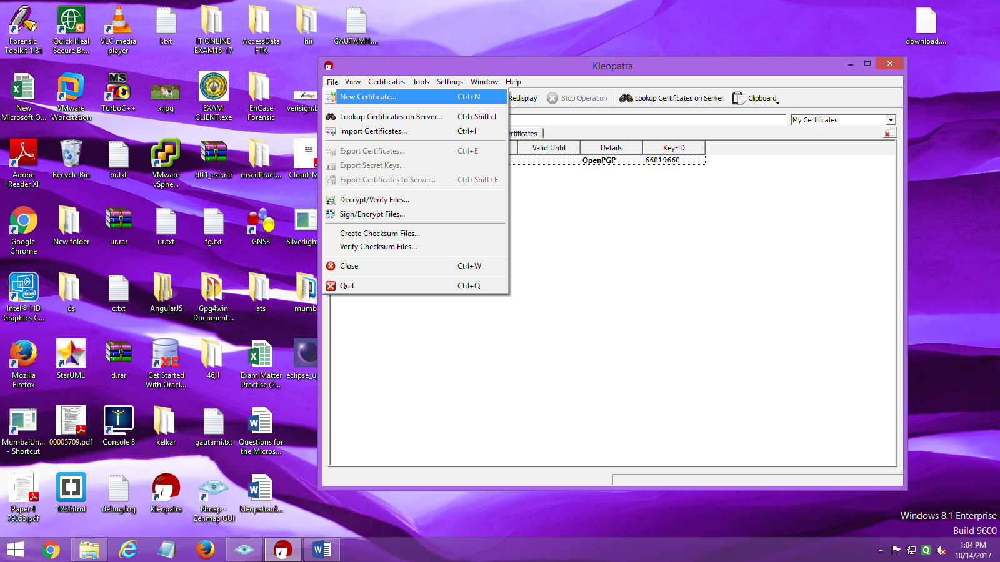 Forensic
Toolkit 1.81
Quick Heal
Secure Br...
VLC media
player
l.txt
IT ONLINE
EXAM16-17
AccessData
FTK
hii
GAUTAMI1....
download....
New
Microsoft O...
VMware
Workstation
MS
TurboC++
x.jpg
EXAM
CLIENT.exe
EnCase
Forensic
verisign.b
Adobe
Reader XI
Recycle Bin
br.txt
VMware
vSphe...
dtt1_exe.rar
mscitPract...
Cloud-M
Google
Chrome
New folder
ur.rar
ur.txt
fg.txt
GNS3
Silverlight
Intel® HD
Graphics C...
ds
c.txt
AngularJS
Gpg4win
Document...
ats
mumb
Mozilla
Firefox
StarUML
d.rar
XE
Get Started
With Oracl...
46,1
Exam Matter
Practise (2...
eclipse_up
MumbaiUn...
- Shortcut
00005709.pdf
Console 8
kelkar
gautami.txt
Questions for
the Micros...
Paper-I
79055.pdf
123.html
debug.log
Kleopatra
Nmap -
Zenmap GUI
kleopatra.d...
Kleopatra
File View Certificates Tools Settings Window Help
Redisplay Stop Operation Lookup Certificates on Server Clipboard
My Certificates
ertificates
Valid Until Details Key-ID
OpenPGP 66019660
New Certificate... Ctrl+N
Lookup Certificates on Server... Ctrl+Shift+I
Import Certificates... Ctrl+I
Export Certificates... Ctrl+E
Export Secret Keys...
Export Certificates to Server... Ctrl+Shift+E
Decrypt/Verify Files...
Sign/Encrypt Files...
Create Checksum Files...
Verify Checksum Files...
Close Ctrl+W
Quit Ctrl+Q
Windows 8.1 Enterprise
Build 9600
1:04 PM
10/14/2017